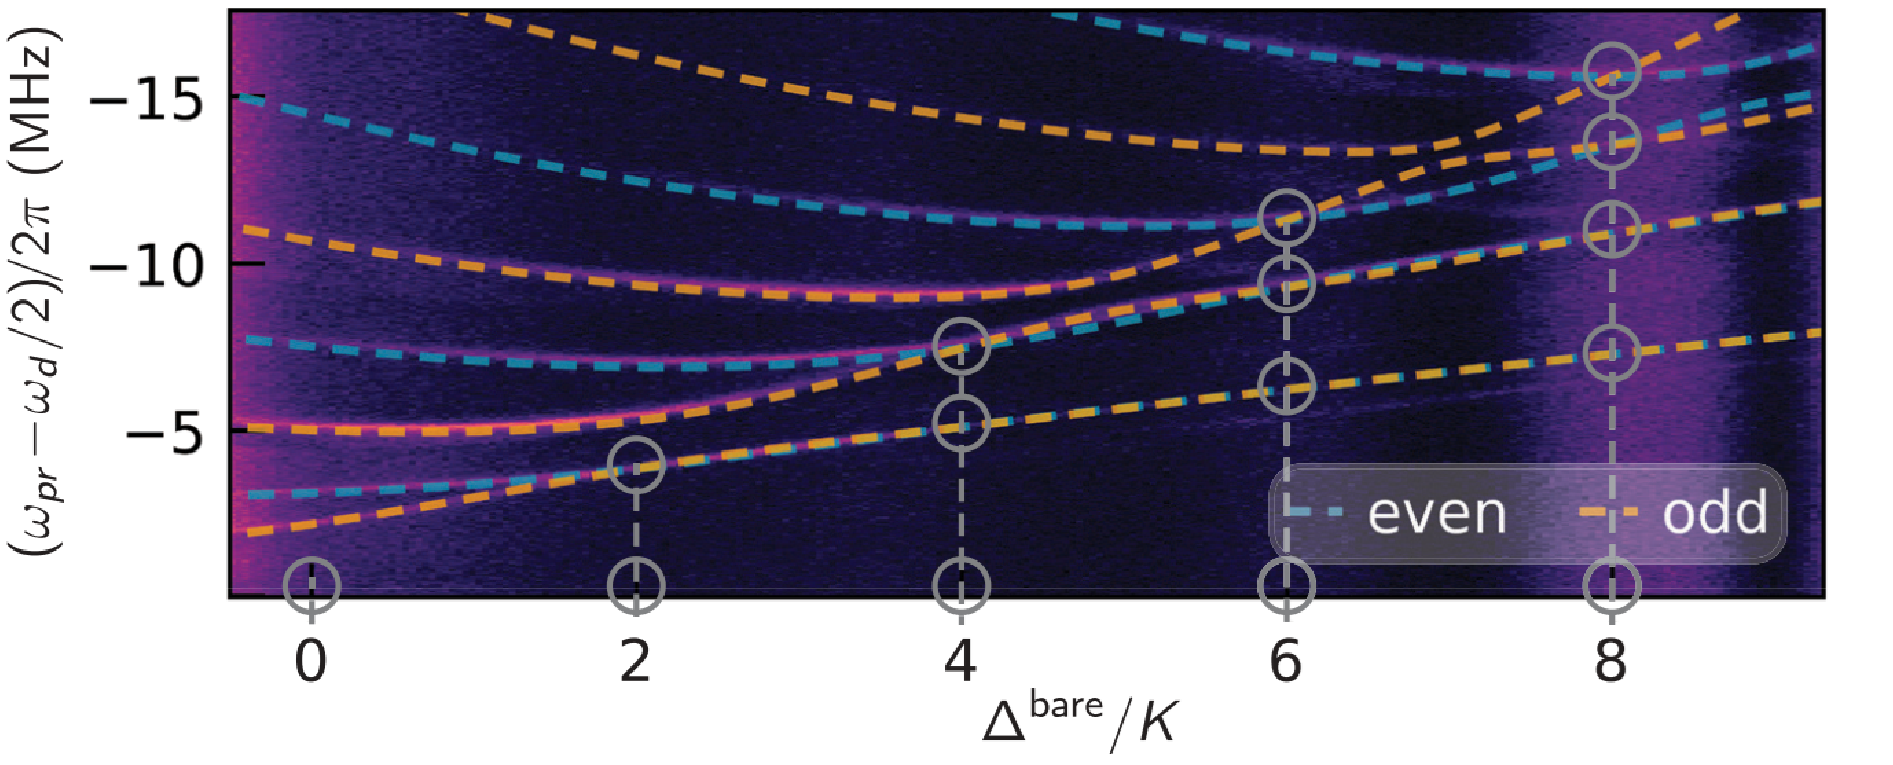 (ω_pr − ω_d/2)/2π (MHz)
−15
−10
−5
even odd
0 2 4 6 8
Δ^bare/K